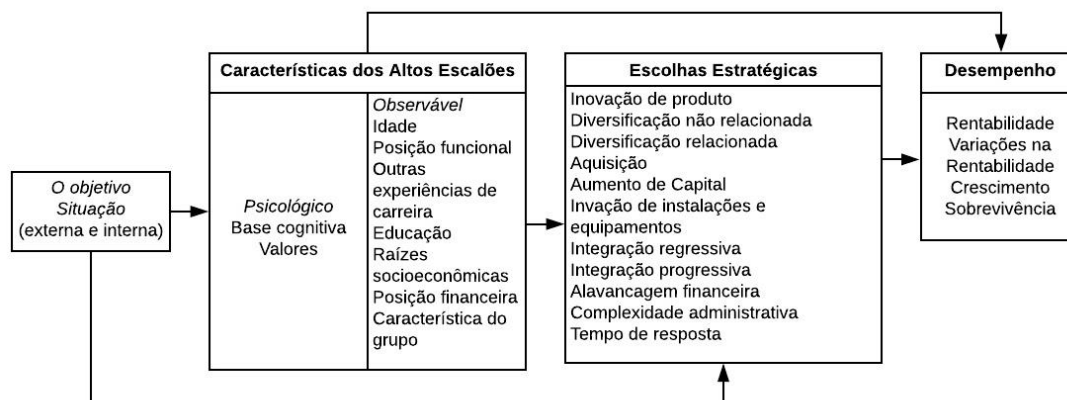 O objetivo
Situação
(externa e interna)
Características dos Altos Escalões
Psicológico
Base cognitiva
Valores
Observável
Idade
Posição funcional
Outras
experiências de
carreira
Educação
Raízes
socioeconômicas
Posição financeira
Característica do
grupo
Escolhas Estratégicas
Inovação de produto
Diversificação não relacionada
Diversificação relacionada
Aquisição
Aumento de Capital
Invação de instalações e
equipamentos
Integração regressiva
Integração progressiva
Alavancagem financeira
Complexidade administrativa
Tempo de resposta
Desempenho
Rentabilidade
Variações na
Rentabilidade
Crescimento
Sobrevivência